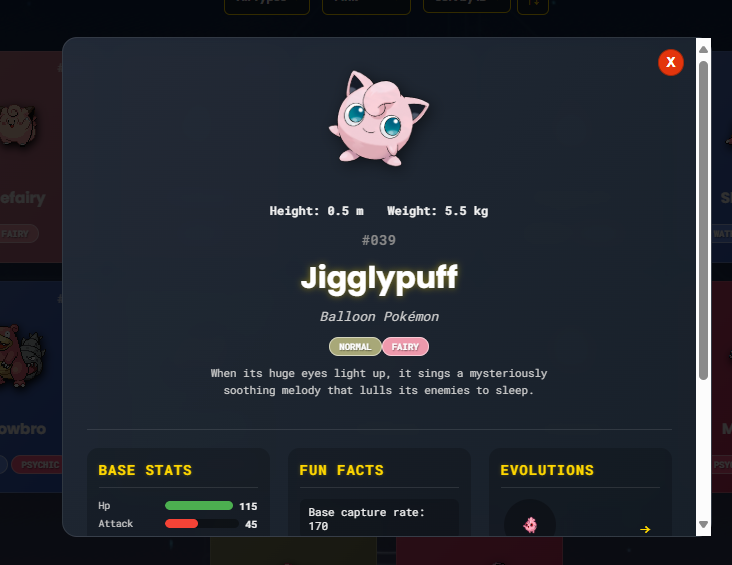 X
Height: 0.5 m Weight: 5.5 kg
#039
Jigglypuff
Balloon Pokémon
NORMAL FAIRY
When its huge eyes light up, it sings a mysteriously
soothing melody that lulls its enemies to sleep.
BASE STATS
Hp 115
Attack 45
FUN FACTS
Base capture rate:
170
EVOLUTIONS
→
efairy
FAIRY
owbro
PSYCHIC